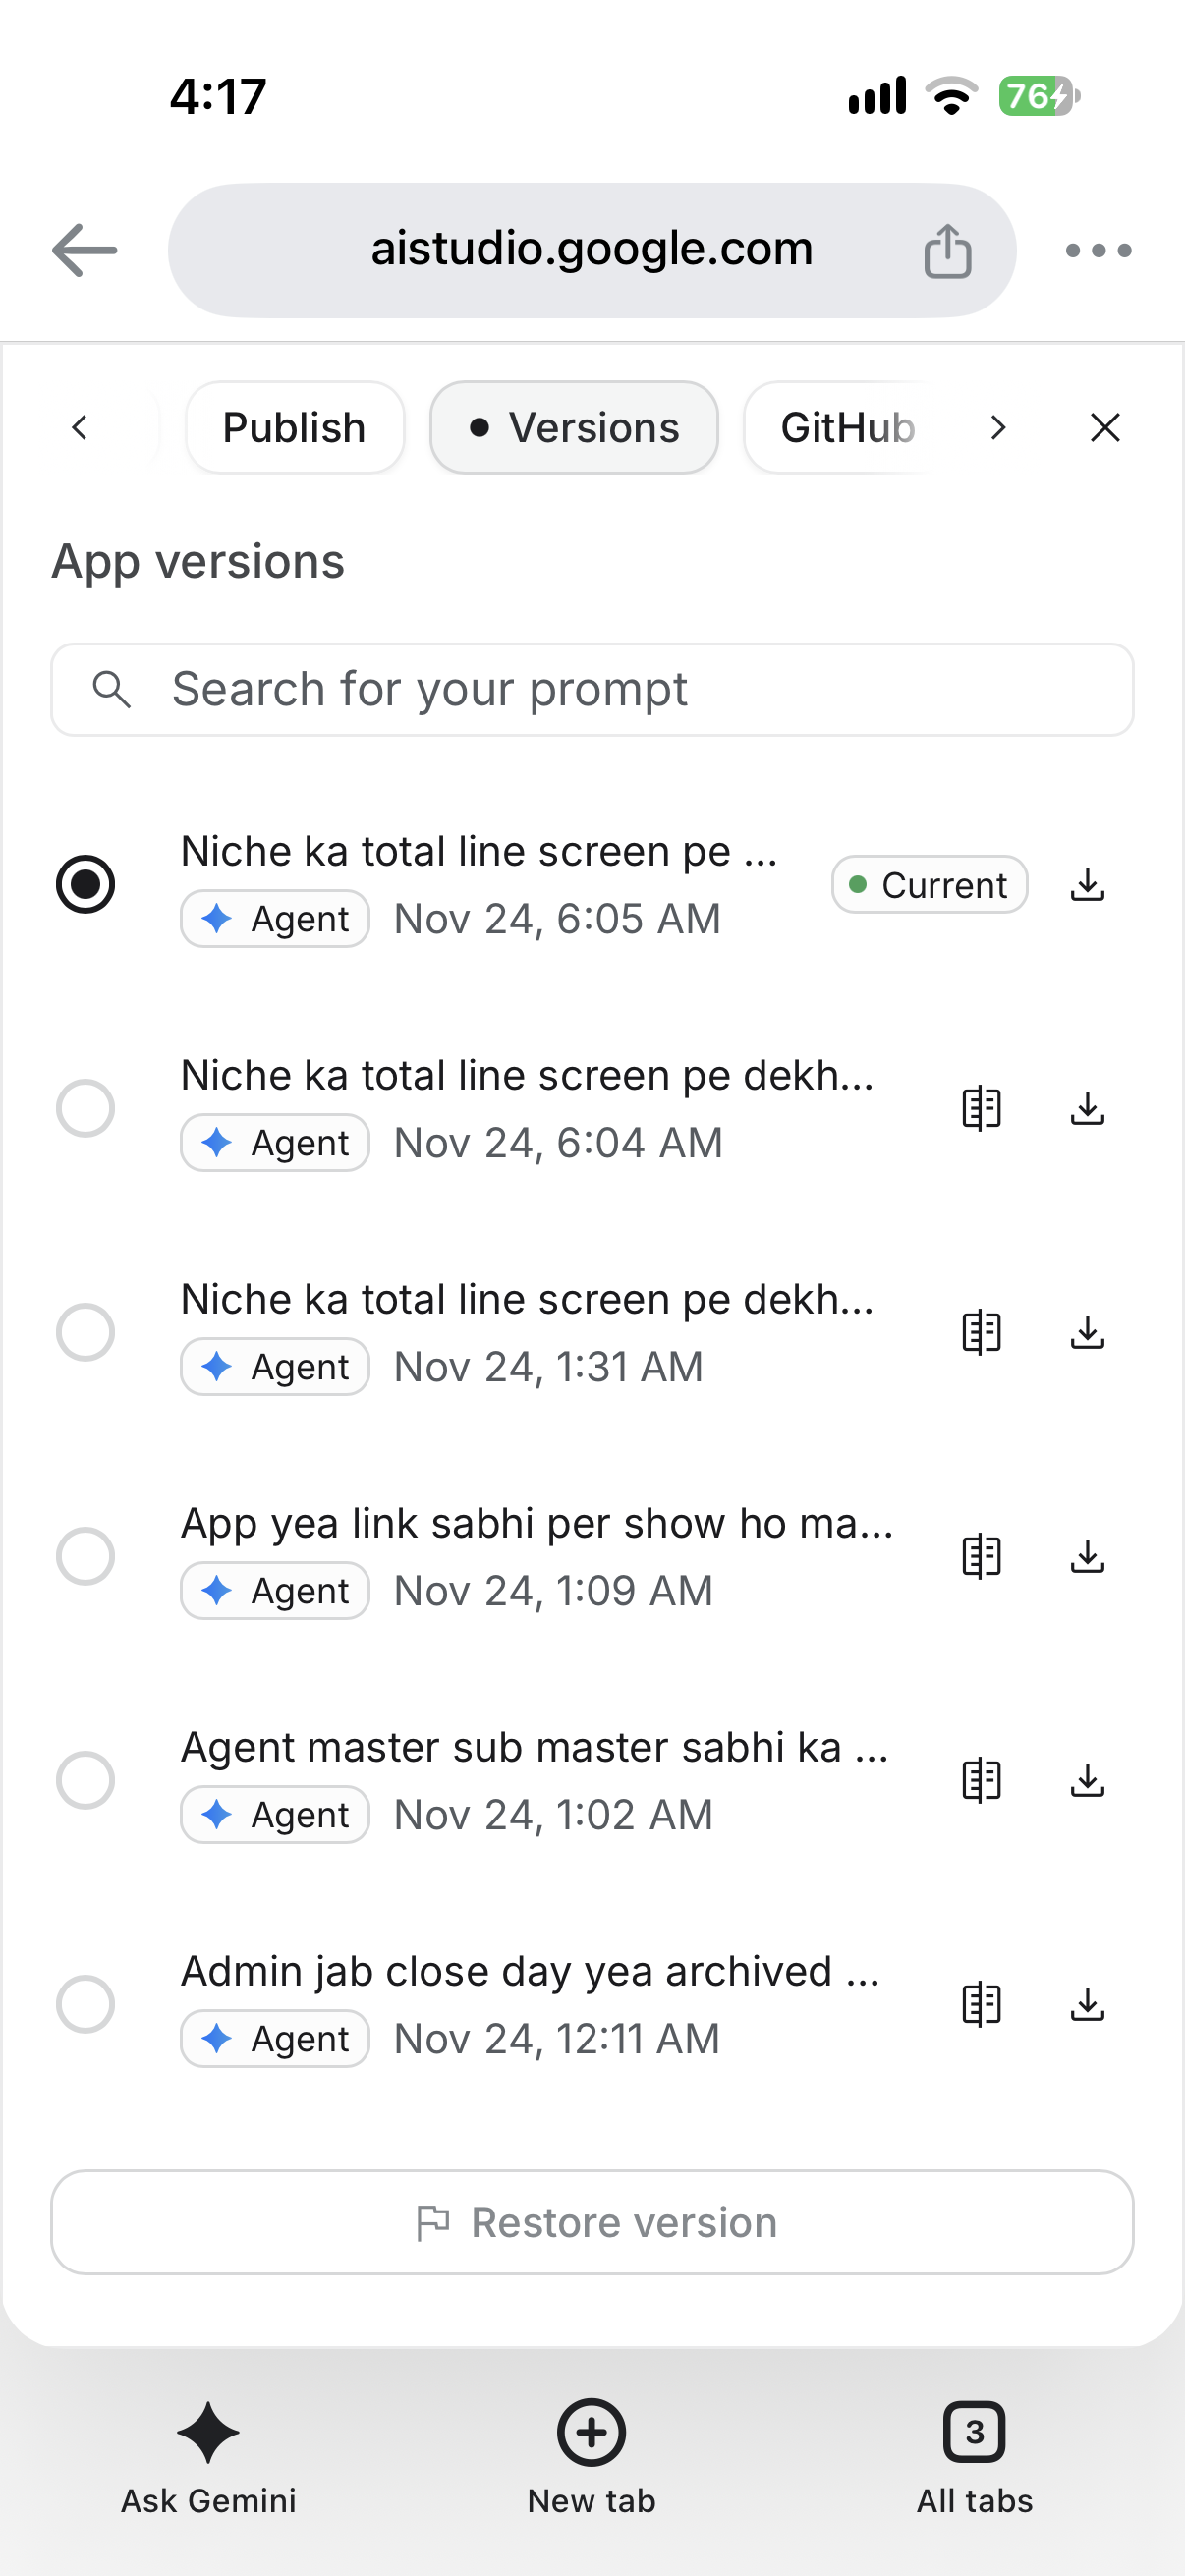 4:17
76
aistudio.google.com
Publish
Versions
GitHub
App versions
Search for your prompt
Niche ka total line screen pe ...
Current
Agent
Nov 24, 6:05 AM
Niche ka total line screen pe dekh...
Agent
Nov 24, 6:04 AM
Niche ka total line screen pe dekh...
Agent
Nov 24, 1:31 AM
App yea link sabhi per show ho ma...
Agent
Nov 24, 1:09 AM
Agent master sub master sabhi ka ...
Agent
Nov 24, 1:02 AM
Admin jab close day yea archived ...
Agent
Nov 24, 12:11 AM
Restore version
3
Ask Gemini
New tab
All tabs